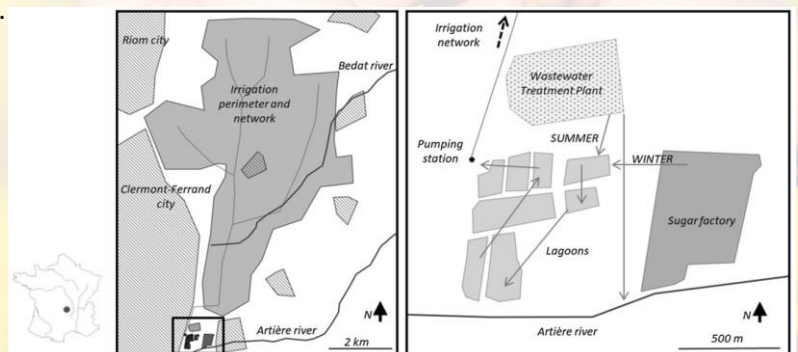 .
Riom city
Irrigation
perimeter and
network
Bedat river
Clermont-Ferrand
city
Artière river
N
2 km
Irrigation
network
Wastewater
Treatment Plant
SUMMER
Pumping
station
WINTER
Sugar factory
Lagoons
N
Artière river
500 m